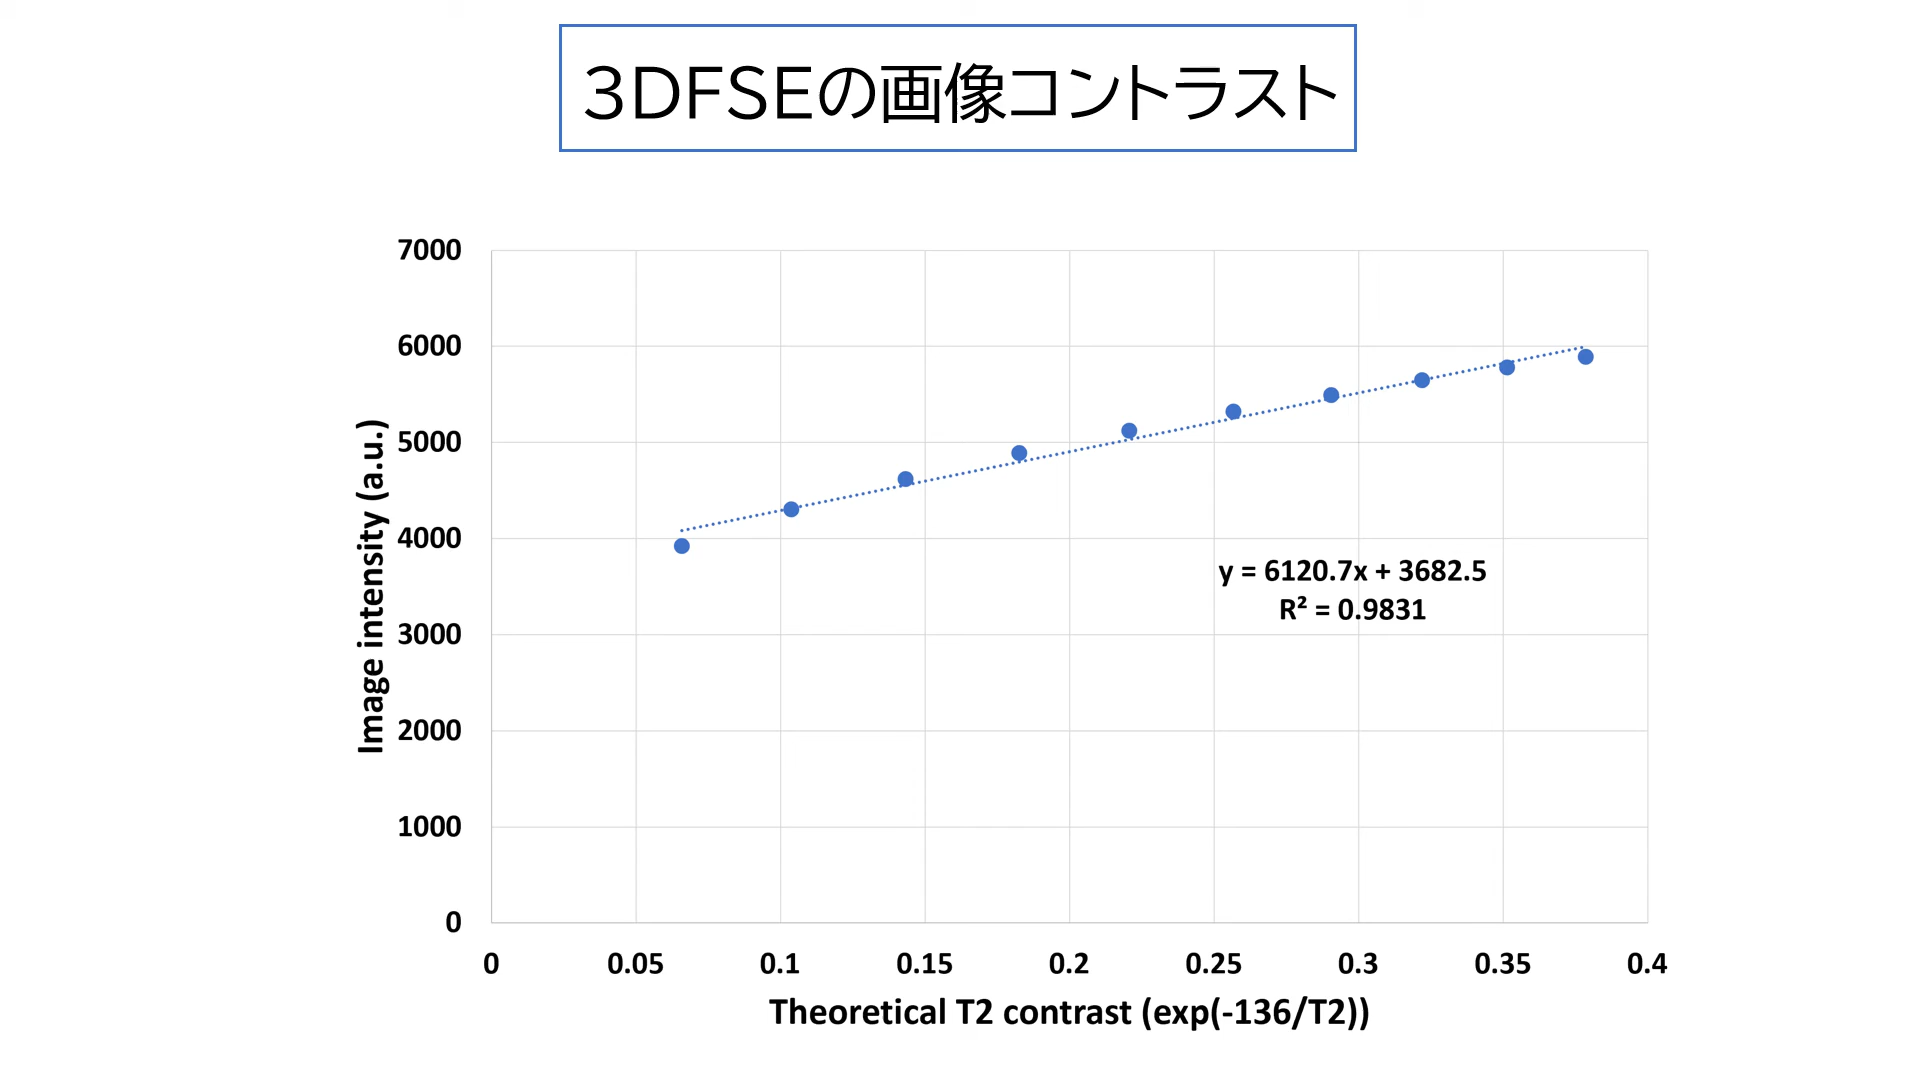 ３DFSEの画像コントラスト
7000
6000
5000
4000
3000
2000
1000
0
Image intensity (a.u.)
y = 6120.7x + 3682.5
R² = 0.9831
0 0.05 0.1 0.15 0.2 0.25 0.3 0.35 0.4
Theoretical T2 contrast (exp(-136/T2))